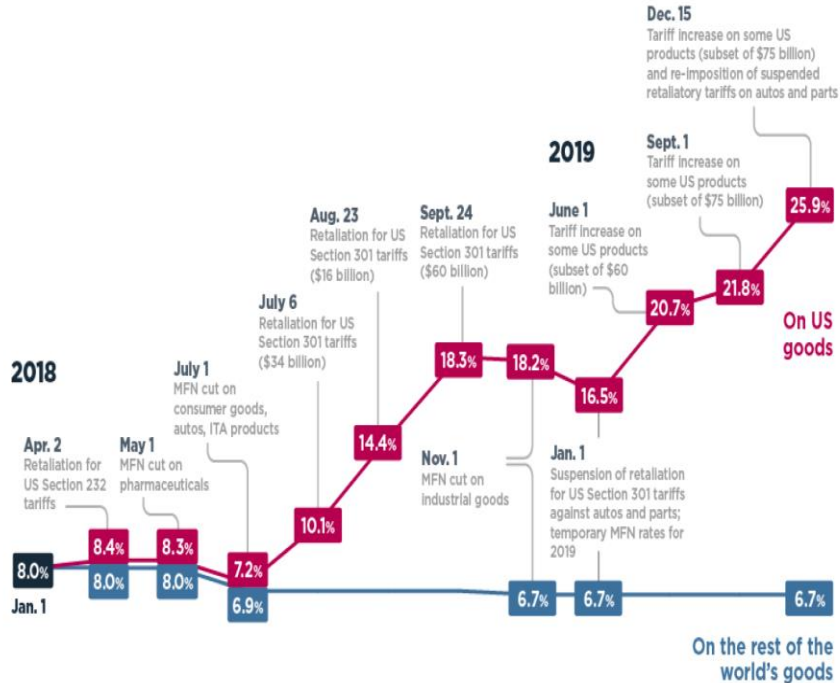 Dec. 15
Tariff increase on some US
products (subset of $75 billion)
and re-imposition of suspended
retaliatory tariffs on autos and parts
2019
Sept. 1
Tariff increase on
some US products
(subset of $75 billion)
25.9%
Aug. 23
Retaliation for US
Section 301 tariffs
($16 billion)
Sept. 24
Retaliation for US
Section 301 tariffs
($60 billion)
June 1
Tariff increase on
some US products
(subset of $60
billion)
21.8%
20.7%
On US
goods
July 6
Retaliation for US
Section 301 tariffs
($34 billion)
2018
July 1
MFN cut on
consumer goods,
autos, ITA products
18.3%
18.2%
16.5%
14.4%
Apr. 2
Retaliation for
US Section 232
tariffs
May 1
MFN cut on
pharmaceuticals
Nov. 1
MFN cut on
industrial goods
Jan. 1
Suspension of retaliation
for US Section 301 tariffs
against autos and parts;
temporary MFN rates for
2019
10.1%
8.0%
8.4%
8.3%
7.2%
8.0%
8.0%
6.9%
6.7%
6.7%
6.7%
Jan. 1
On the rest of the
world's goods